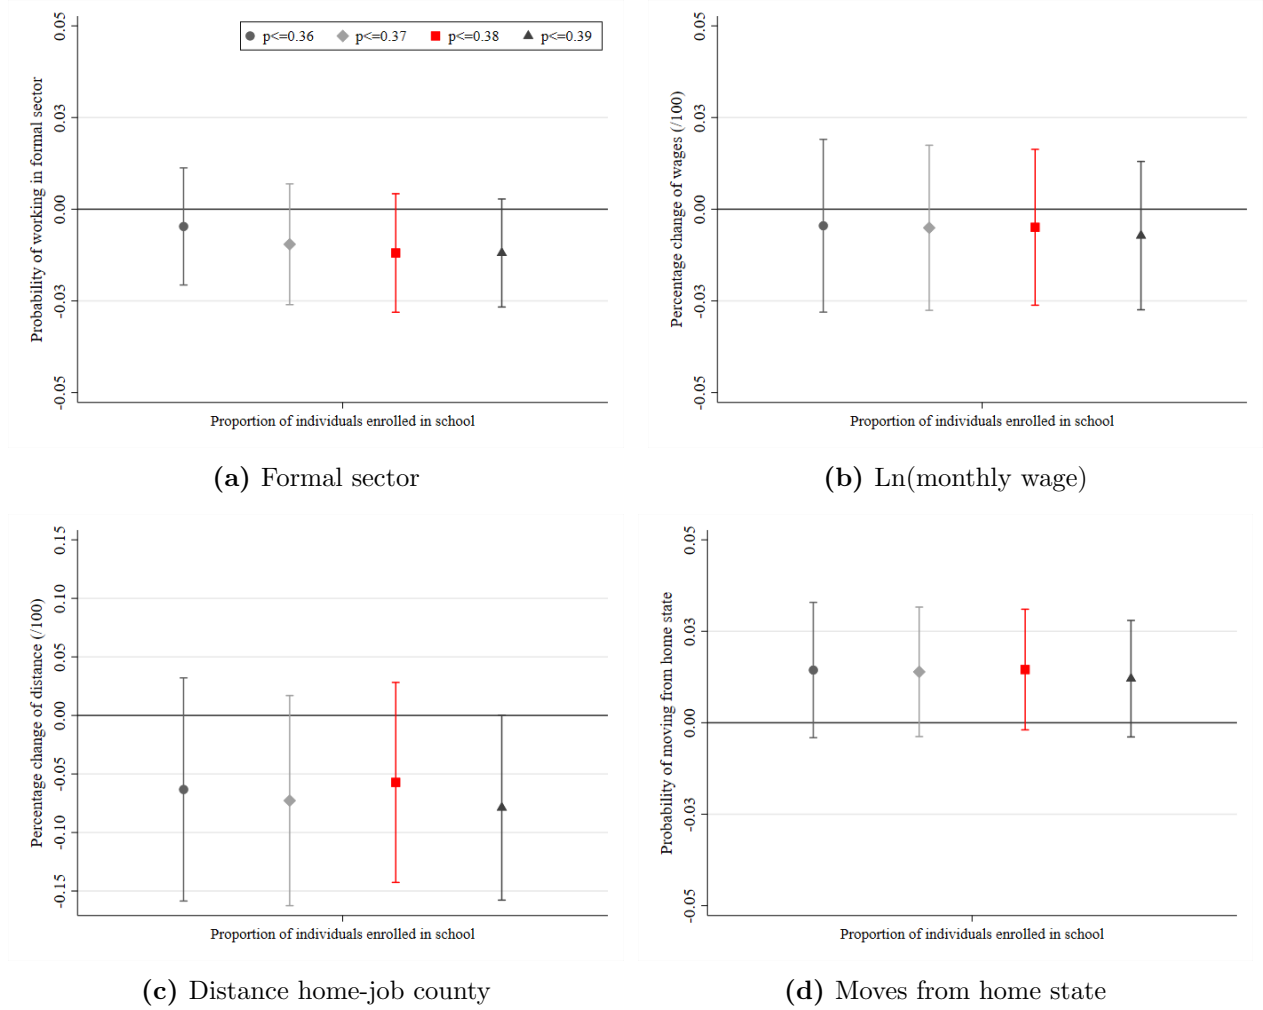 p<=0.36 p<=0.37 p<=0.38 p<=0.39
Probability of working in formal sector
0.05
0.03
0.00
-0.03
-0.05
Proportion of individuals enrolled in school
(a) Formal sector
Percentage change of wages (/100)
0.05
0.03
0.00
-0.03
-0.05
Proportion of individuals enrolled in school
(b) Ln(monthly wage)
Percentage change of distance (/100)
0.15
0.10
0.05
0.00
-0.05
-0.10
-0.15
Proportion of individuals enrolled in school
(c) Distance home-job county
Probability of moving from home state
0.05
0.03
0.00
-0.03
-0.05
Proportion of individuals enrolled in school
(d) Moves from home state